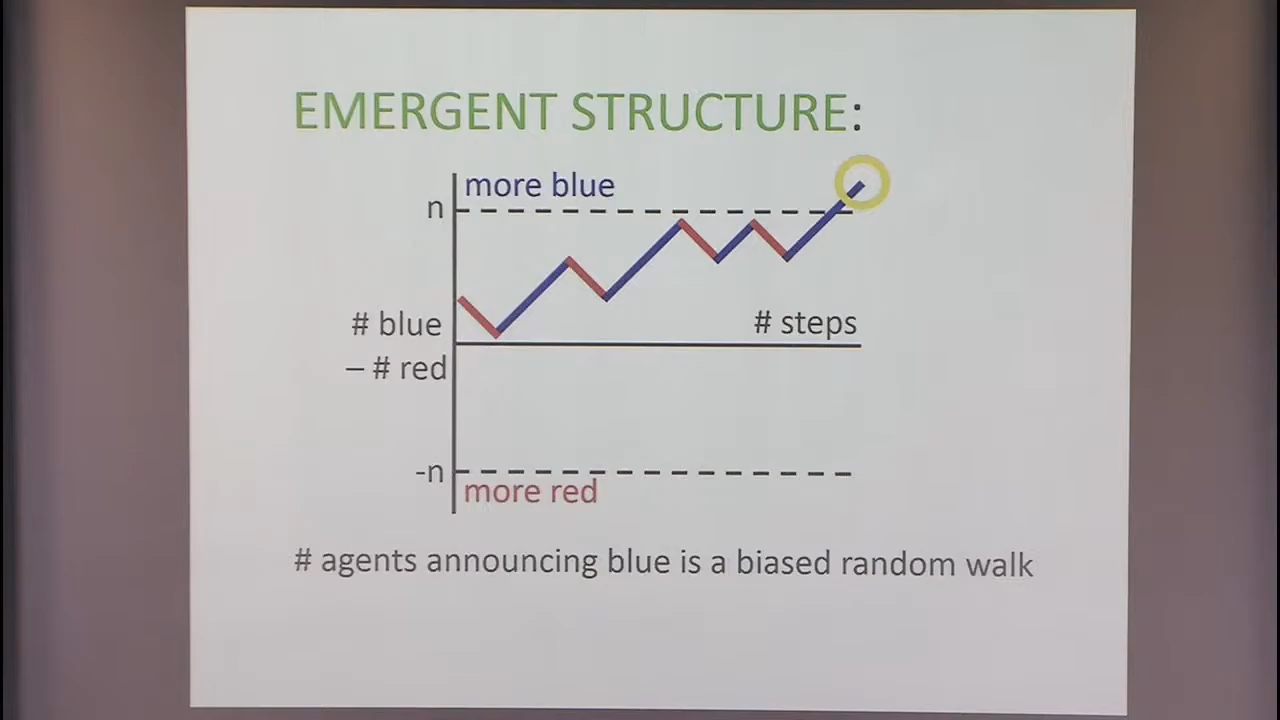 EMERGENT STRUCTURE:
more blue
n
# blue
– # red
# steps
-n
more red
# agents announcing blue is a biased random walk